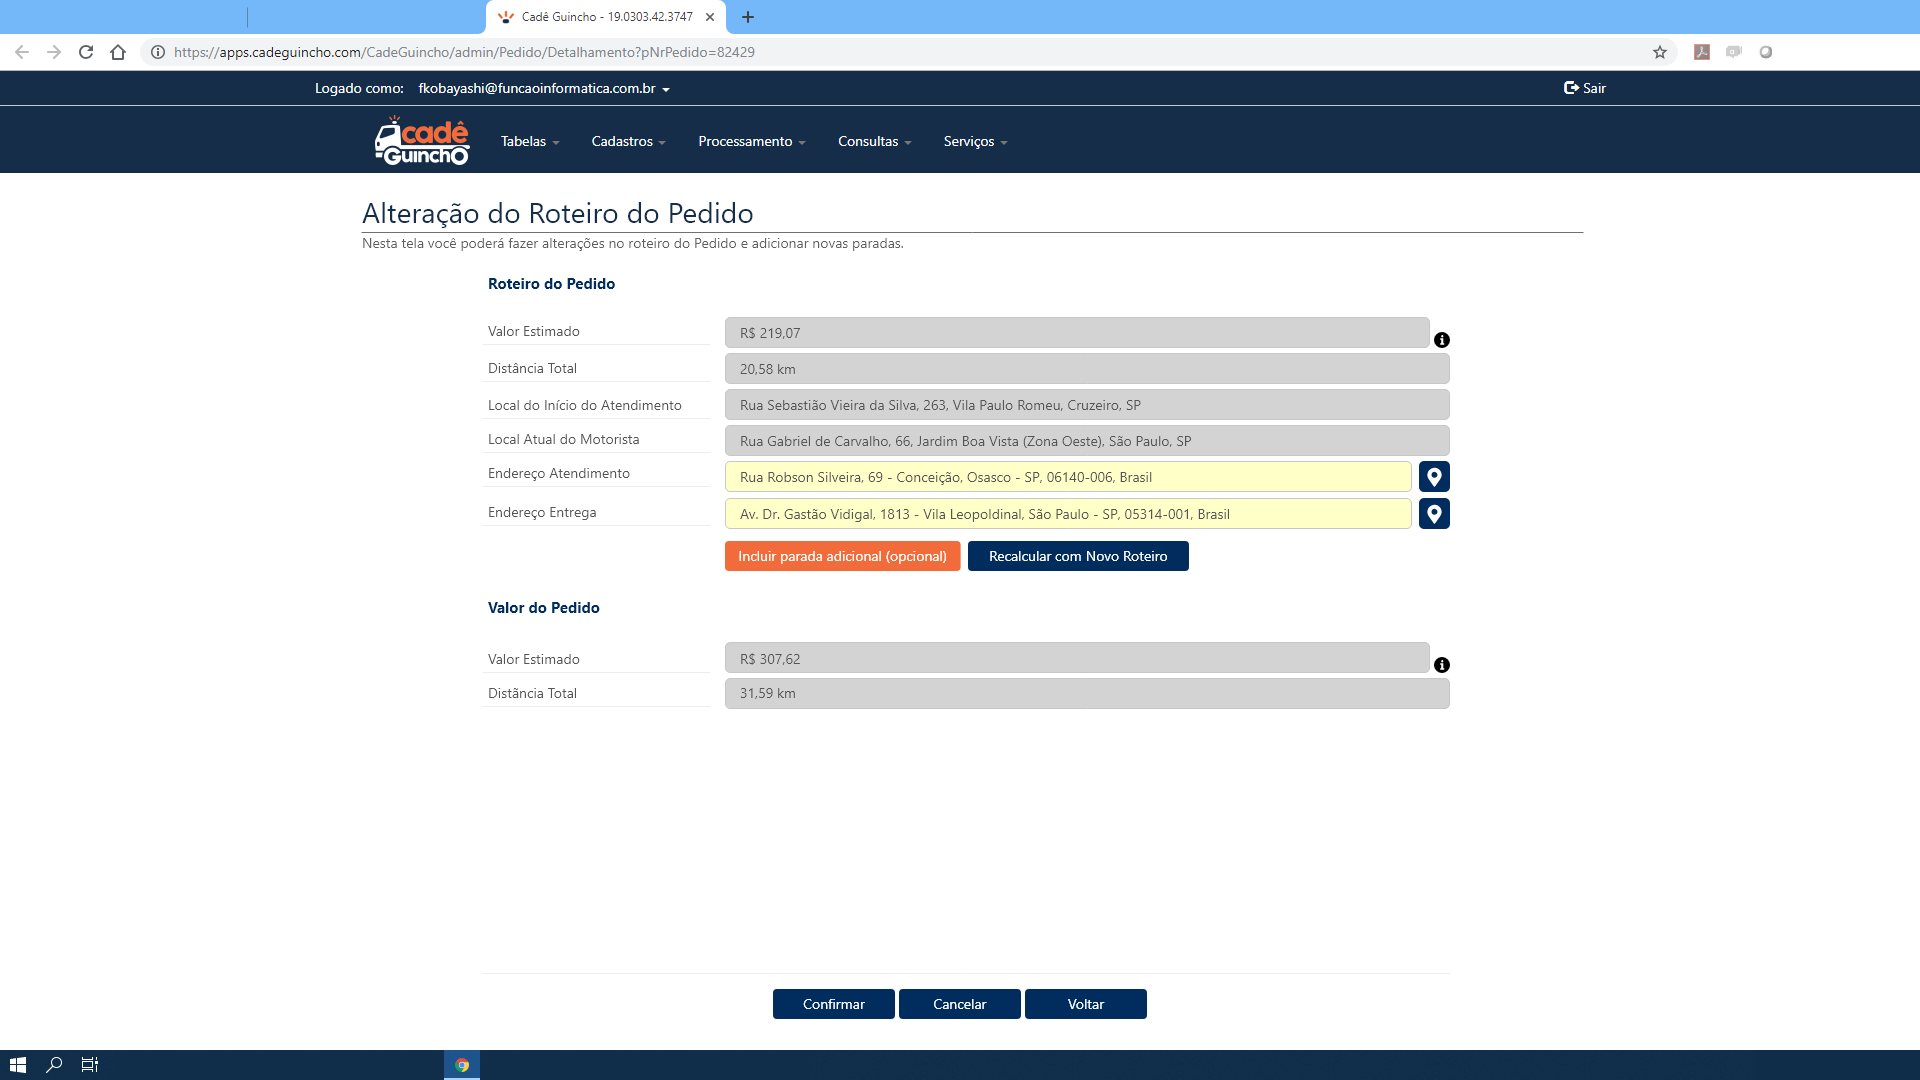 Cadê Guincho - 19.0303.42.3747
https://apps.cadeguincho.com/CadeGuincho/admin/Pedido/Detalhamento?pNrPedido=82429
Logado como: fkobayashi@funcaoinformatica.com.br
Sair
cadê
Guincho
Tabelas
Cadastros
Processamento
Consultas
Serviços
Alteração do Roteiro do Pedido
Nesta tela você poderá fazer alterações no roteiro do Pedido e adicionar novas paradas.
Roteiro do Pedido
Valor Estimado
R$ 219,07
Distância Total
20,58 km
Local do Início do Atendimento
Rua Sebastião Vieira da Silva, 263, Vila Paulo Romeu, Cruzeiro, SP
Local Atual do Motorista
Rua Gabriel de Carvalho, 66, Jardim Boa Vista (Zona Oeste), São Paulo, SP
Endereço Atendimento
Rua Robson Silveira, 69 - Conceição, Osasco - SP, 06140-006, Brasil
Endereço Entrega
Av. Dr. Gastão Vidigal, 1813 - Vila Leopoldinal, São Paulo - SP, 05314-001, Brasil
Incluir parada adicional (opcional)
Recalcular com Novo Roteiro
Valor do Pedido
Valor Estimado
R$ 307,62
Distãncia Total
31,59 km
Confirmar
Cancelar
Voltar